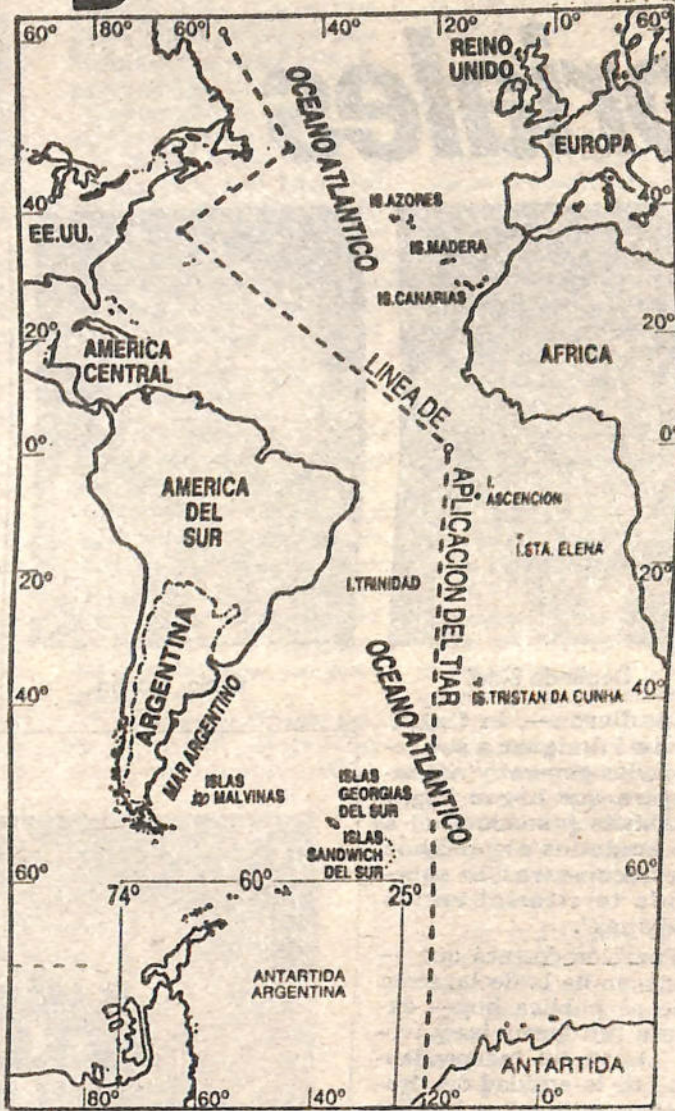 60° 80° 60° 40° 20° 0° 60°
OCEANO ATLANTICO
REINO
UNIDO
EUROPA
40°
IS.AZORES
40°
EE.UU.
IS.MADERA
IS.CANARIAS
20°
20°
AMERICA
CENTRAL
LINEA DE
AFRICA
0°
0°
AMERICA
DEL
SUR
APLICACION DEL TIAR
I.
ASCENCION
I.STA. ELENA
20°
I.TRINIDAD
20°
ARGENTINA
OCEANO ATLANTICO
40°
MAR ARGENTINO
IS.TRISTAN DA CUNHA
40°
ISLAS
MALVINAS
ISLAS
GEORGIAS
DEL SUR
ISLAS
SANDWICH
DEL SUR
60°
60°
60°
74°
25°
ANTARTIDA
ARGENTINA
ANTARTIDA
80° 60° 40° 20° 0°